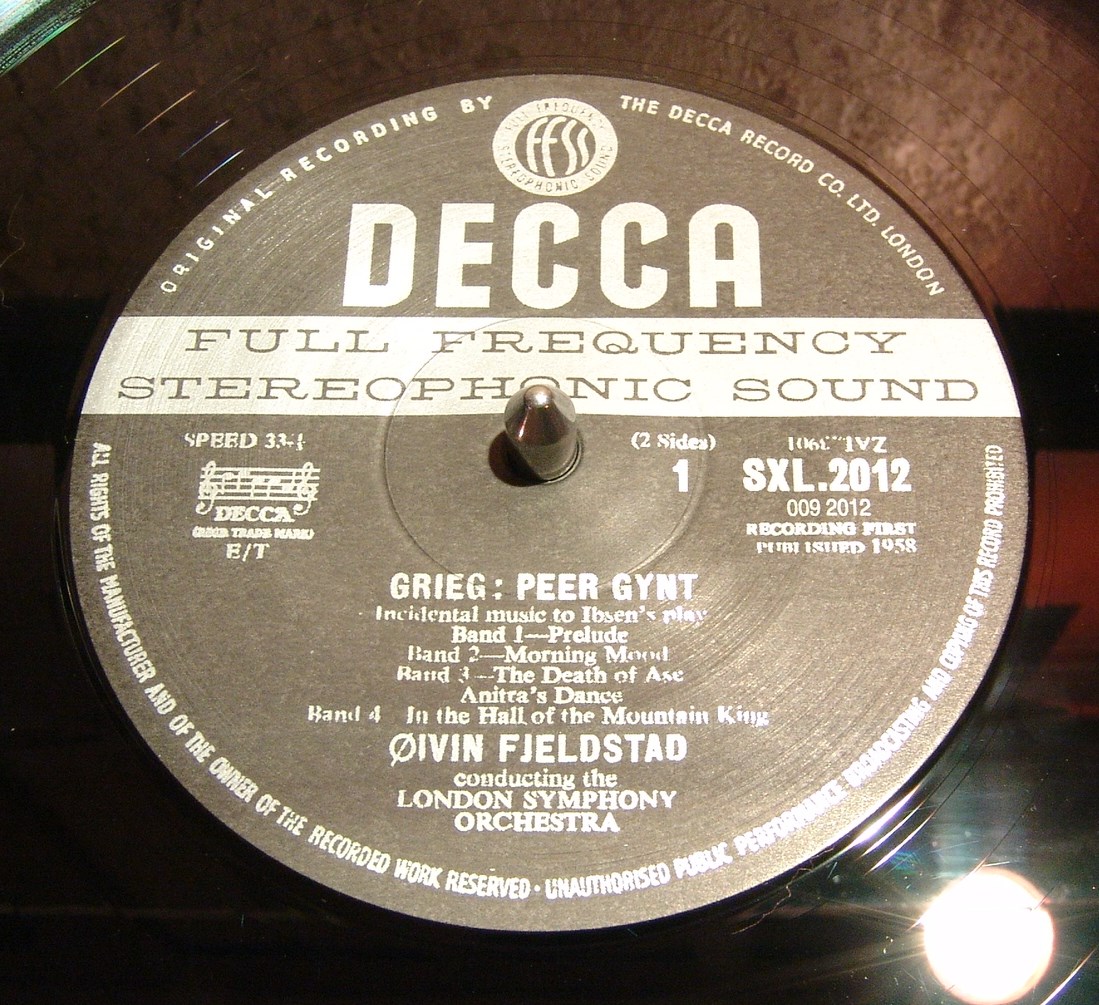 ORIGINAL RECORDING BY THE DECCA RECORD CO. LTD. LONDON
FULL FREQUENCY STEREOPHONIC SOUND
FFSS
DECCA
FULL FREQUENCY
STEREOPHONIC SOUND
SPEED 33⅓
(2 Sides)
1
SXL.2012
009 2012
RECORDING FIRST
PUBLISHED 1958
DECCA
TRADE MARK)
E/T
GRIEG: PEER GYNT
Incidental music to Ibsen's play
Band 1—Prelude
Band 2—Morning Mood
Band 3—The Death of Ase
Anitra's Dance
Band 4 In the Hall of the Mountain King
ØIVIN FJELDSTAD
conducting the
LONDON SYMPHONY
ORCHESTRA
ALL RIGHTS OF THE MANUFACTURER AND OF THE OWNER OF THE RECORDED WORK RESERVED · UNAUTHORISED PUBLIC PERFORMANCE BROADCASTING AND COPYING OF THIS RECORD PROHIBITED